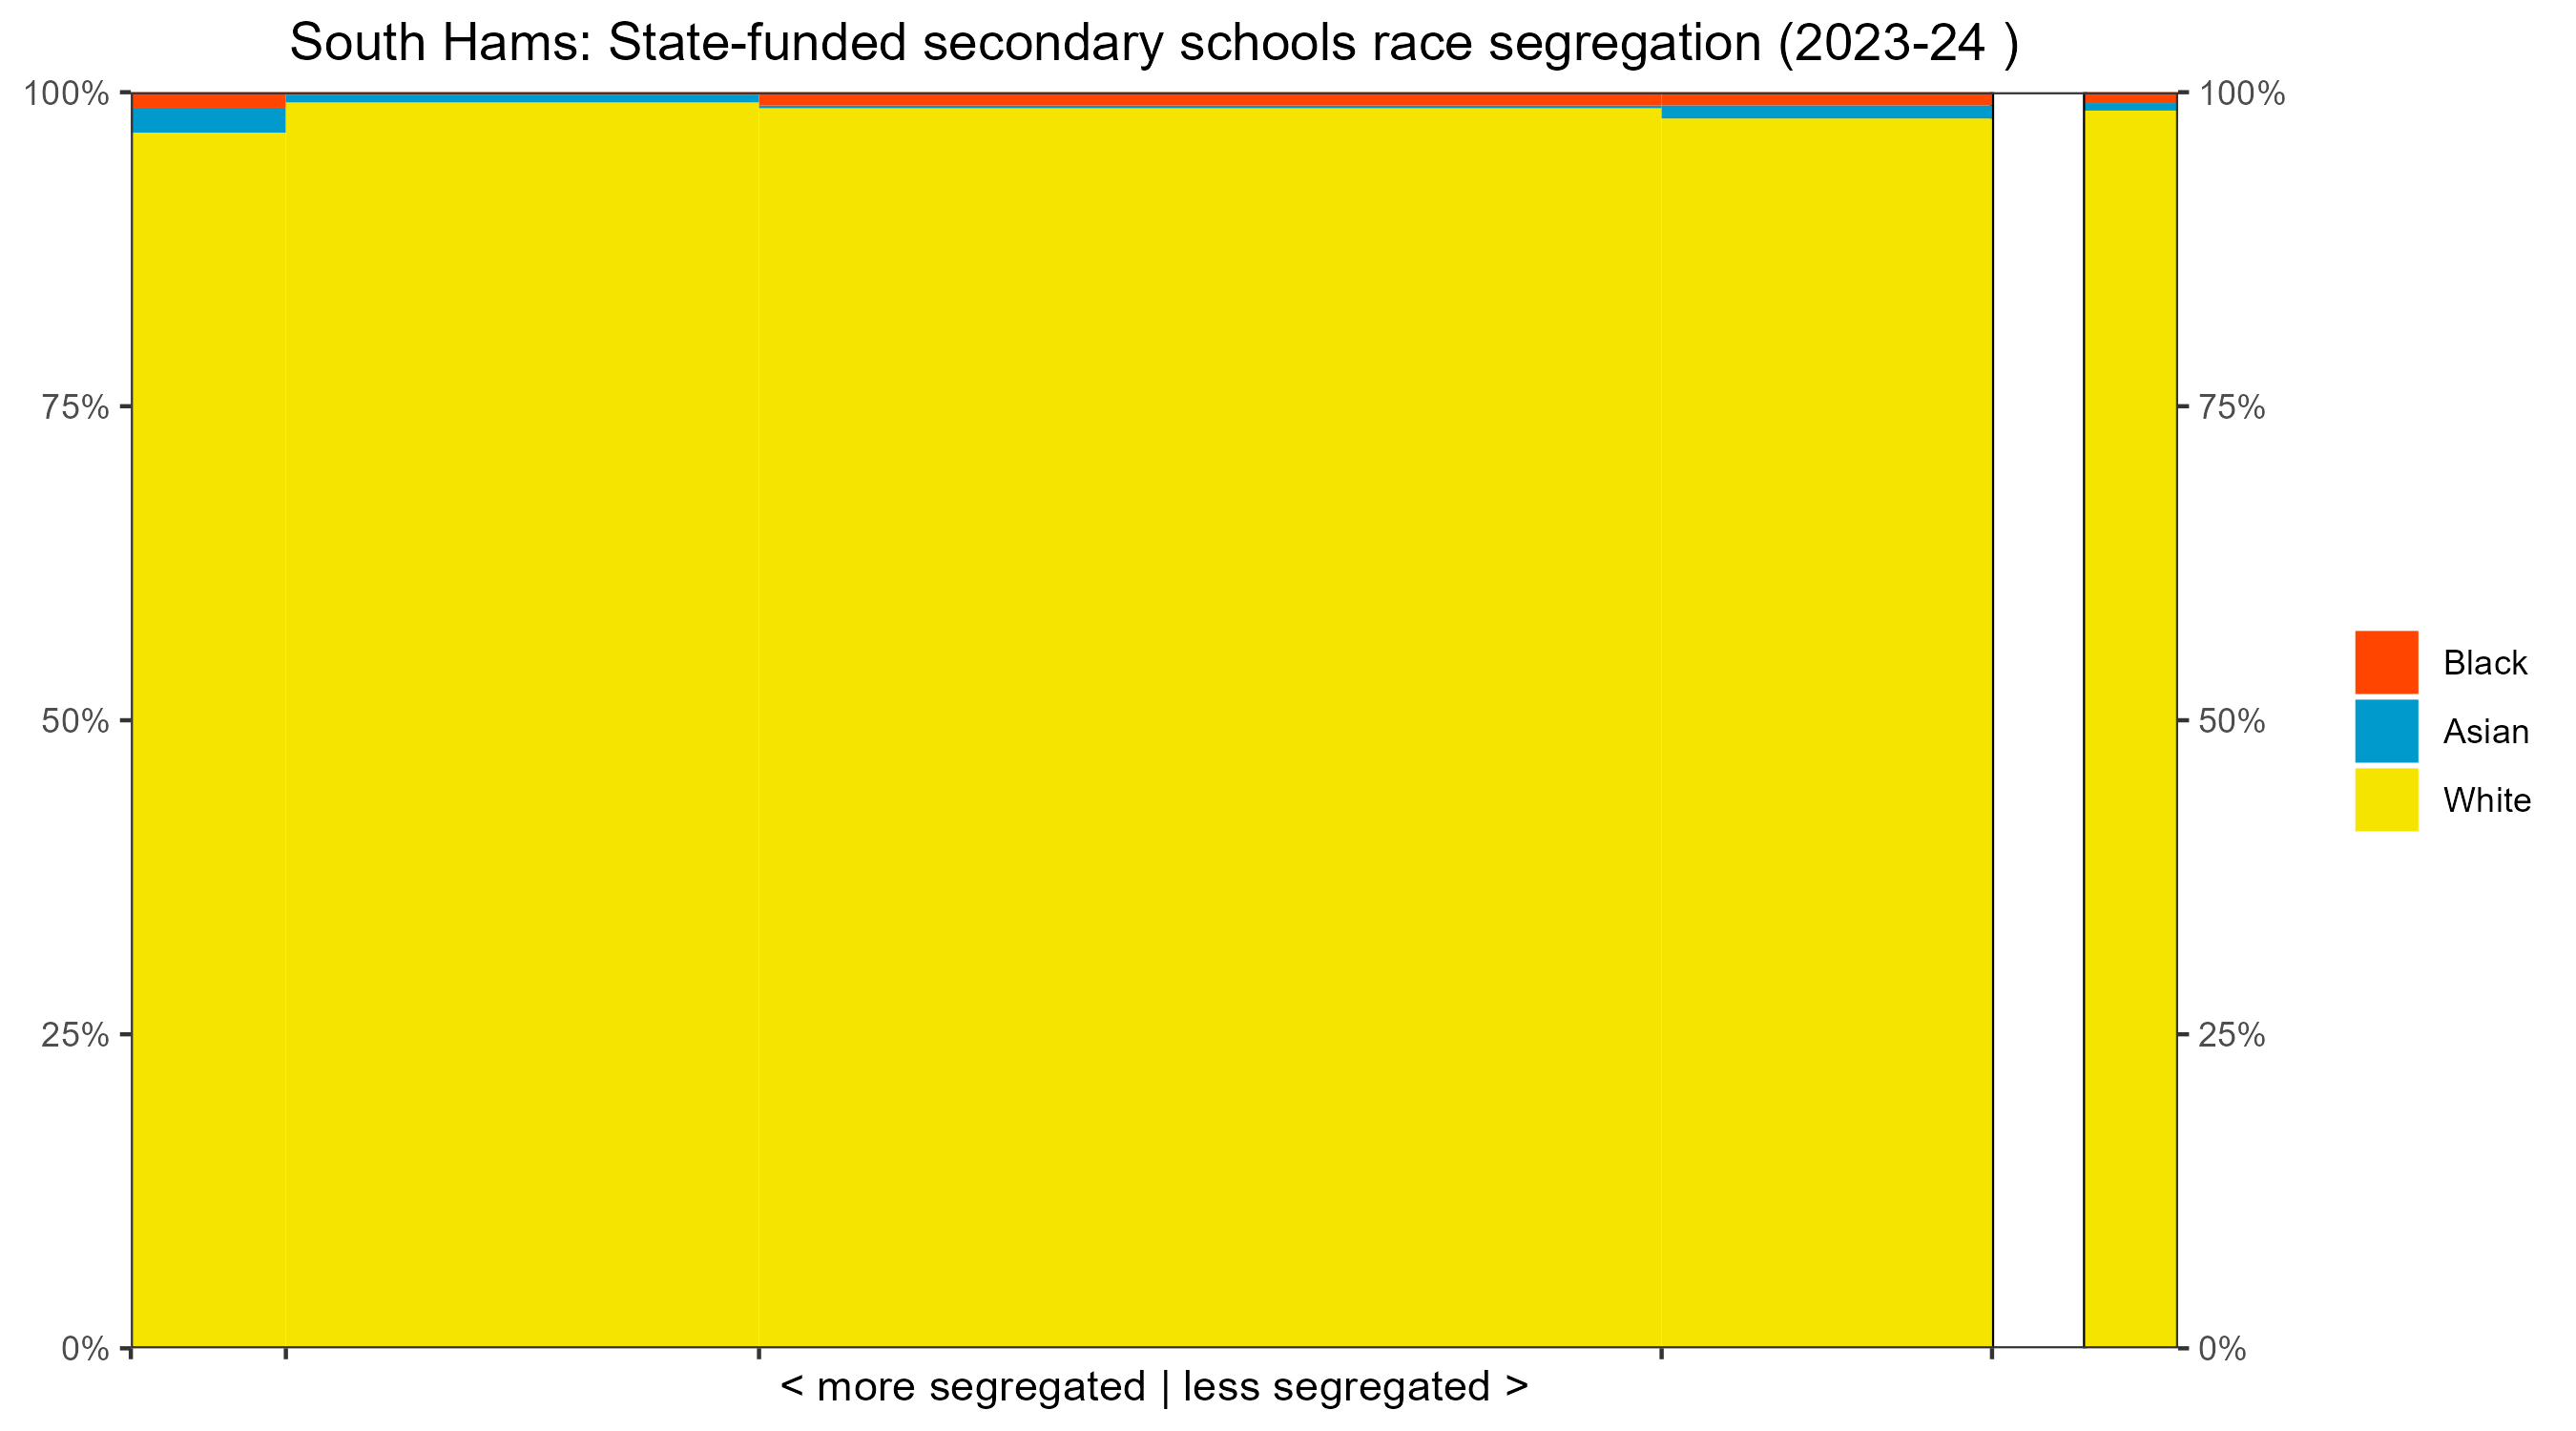 South Hams: State-funded secondary schools race segregation (2023-24 )
100%
75%
50%
25%
0%
100%
75%
50%
25%
0%
Black
Asian
White
< more segregated | less segregated >